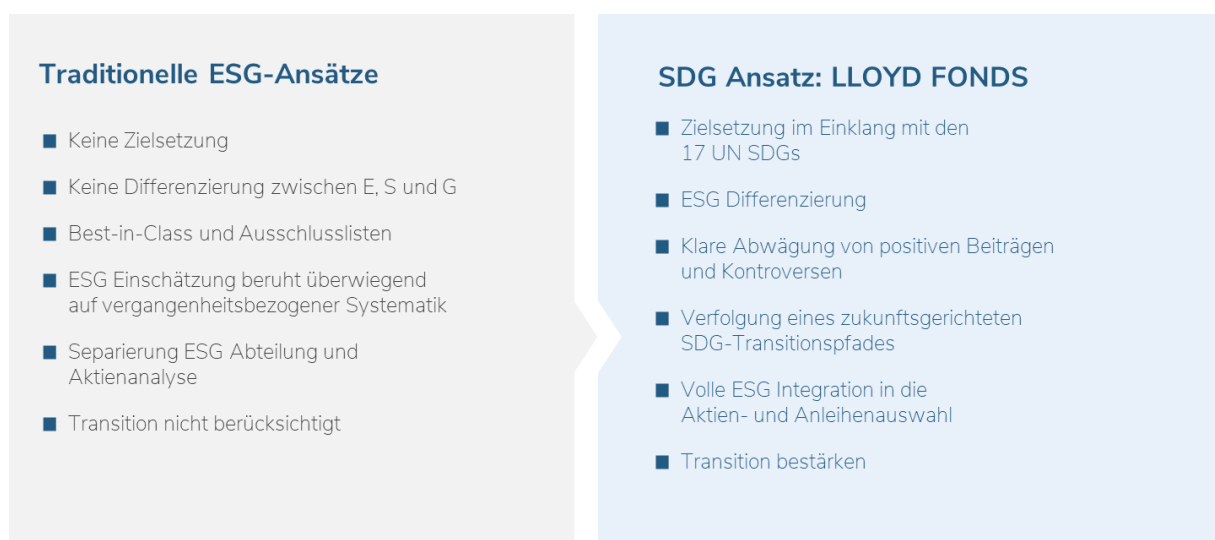 Traditionelle ESG-Ansätze
Keine Zielsetzung
Keine Differenzierung zwischen E, S und G
Best-in-Class und Ausschlusslisten
ESG Einschätzung beruht überwiegend
auf vergangenheitsbezogener Systematik
Separierung ESG Abteilung und
Aktienanalyse
Transition nicht berücksichtigt
SDG Ansatz: LLOYD FONDS
Zielsetzung im Einklang mit den
17 UN SDGs
ESG Differenzierung
Klare Abwägung von positiven Beiträgen
und Kontroversen
Verfolgung eines zukunftsgerichteten
SDG-Transitionspfades
Volle ESG Integration in die
Aktien- und Anleihenauswahl
Transition bestärken